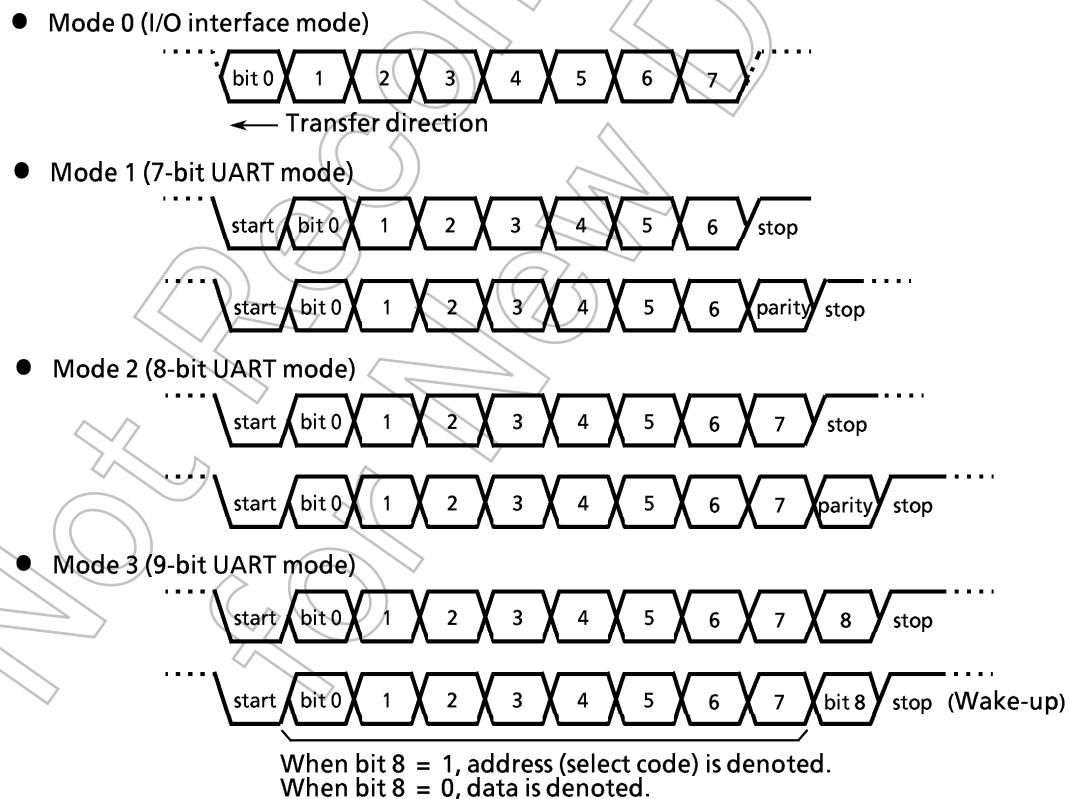 ● Mode 0 (I/O interface mode)
bit 0 1 2 3 4 5 6 7
← Transfer direction
● Mode 1 (7-bit UART mode)
start bit 0 1 2 3 4 5 6 stop
start bit 0 1 2 3 4 5 6 parity stop
● Mode 2 (8-bit UART mode)
start bit 0 1 2 3 4 5 6 7 stop
start bit 0 1 2 3 4 5 6 7 parity stop
● Mode 3 (9-bit UART mode)
start bit 0 1 2 3 4 5 6 7 8 stop
start bit 0 1 2 3 4 5 6 7 bit 8 stop (Wake-up)
When bit 8 = 1, address (select code) is denoted.
When bit 8 = 0, data is denoted.
Not Recom
for New D